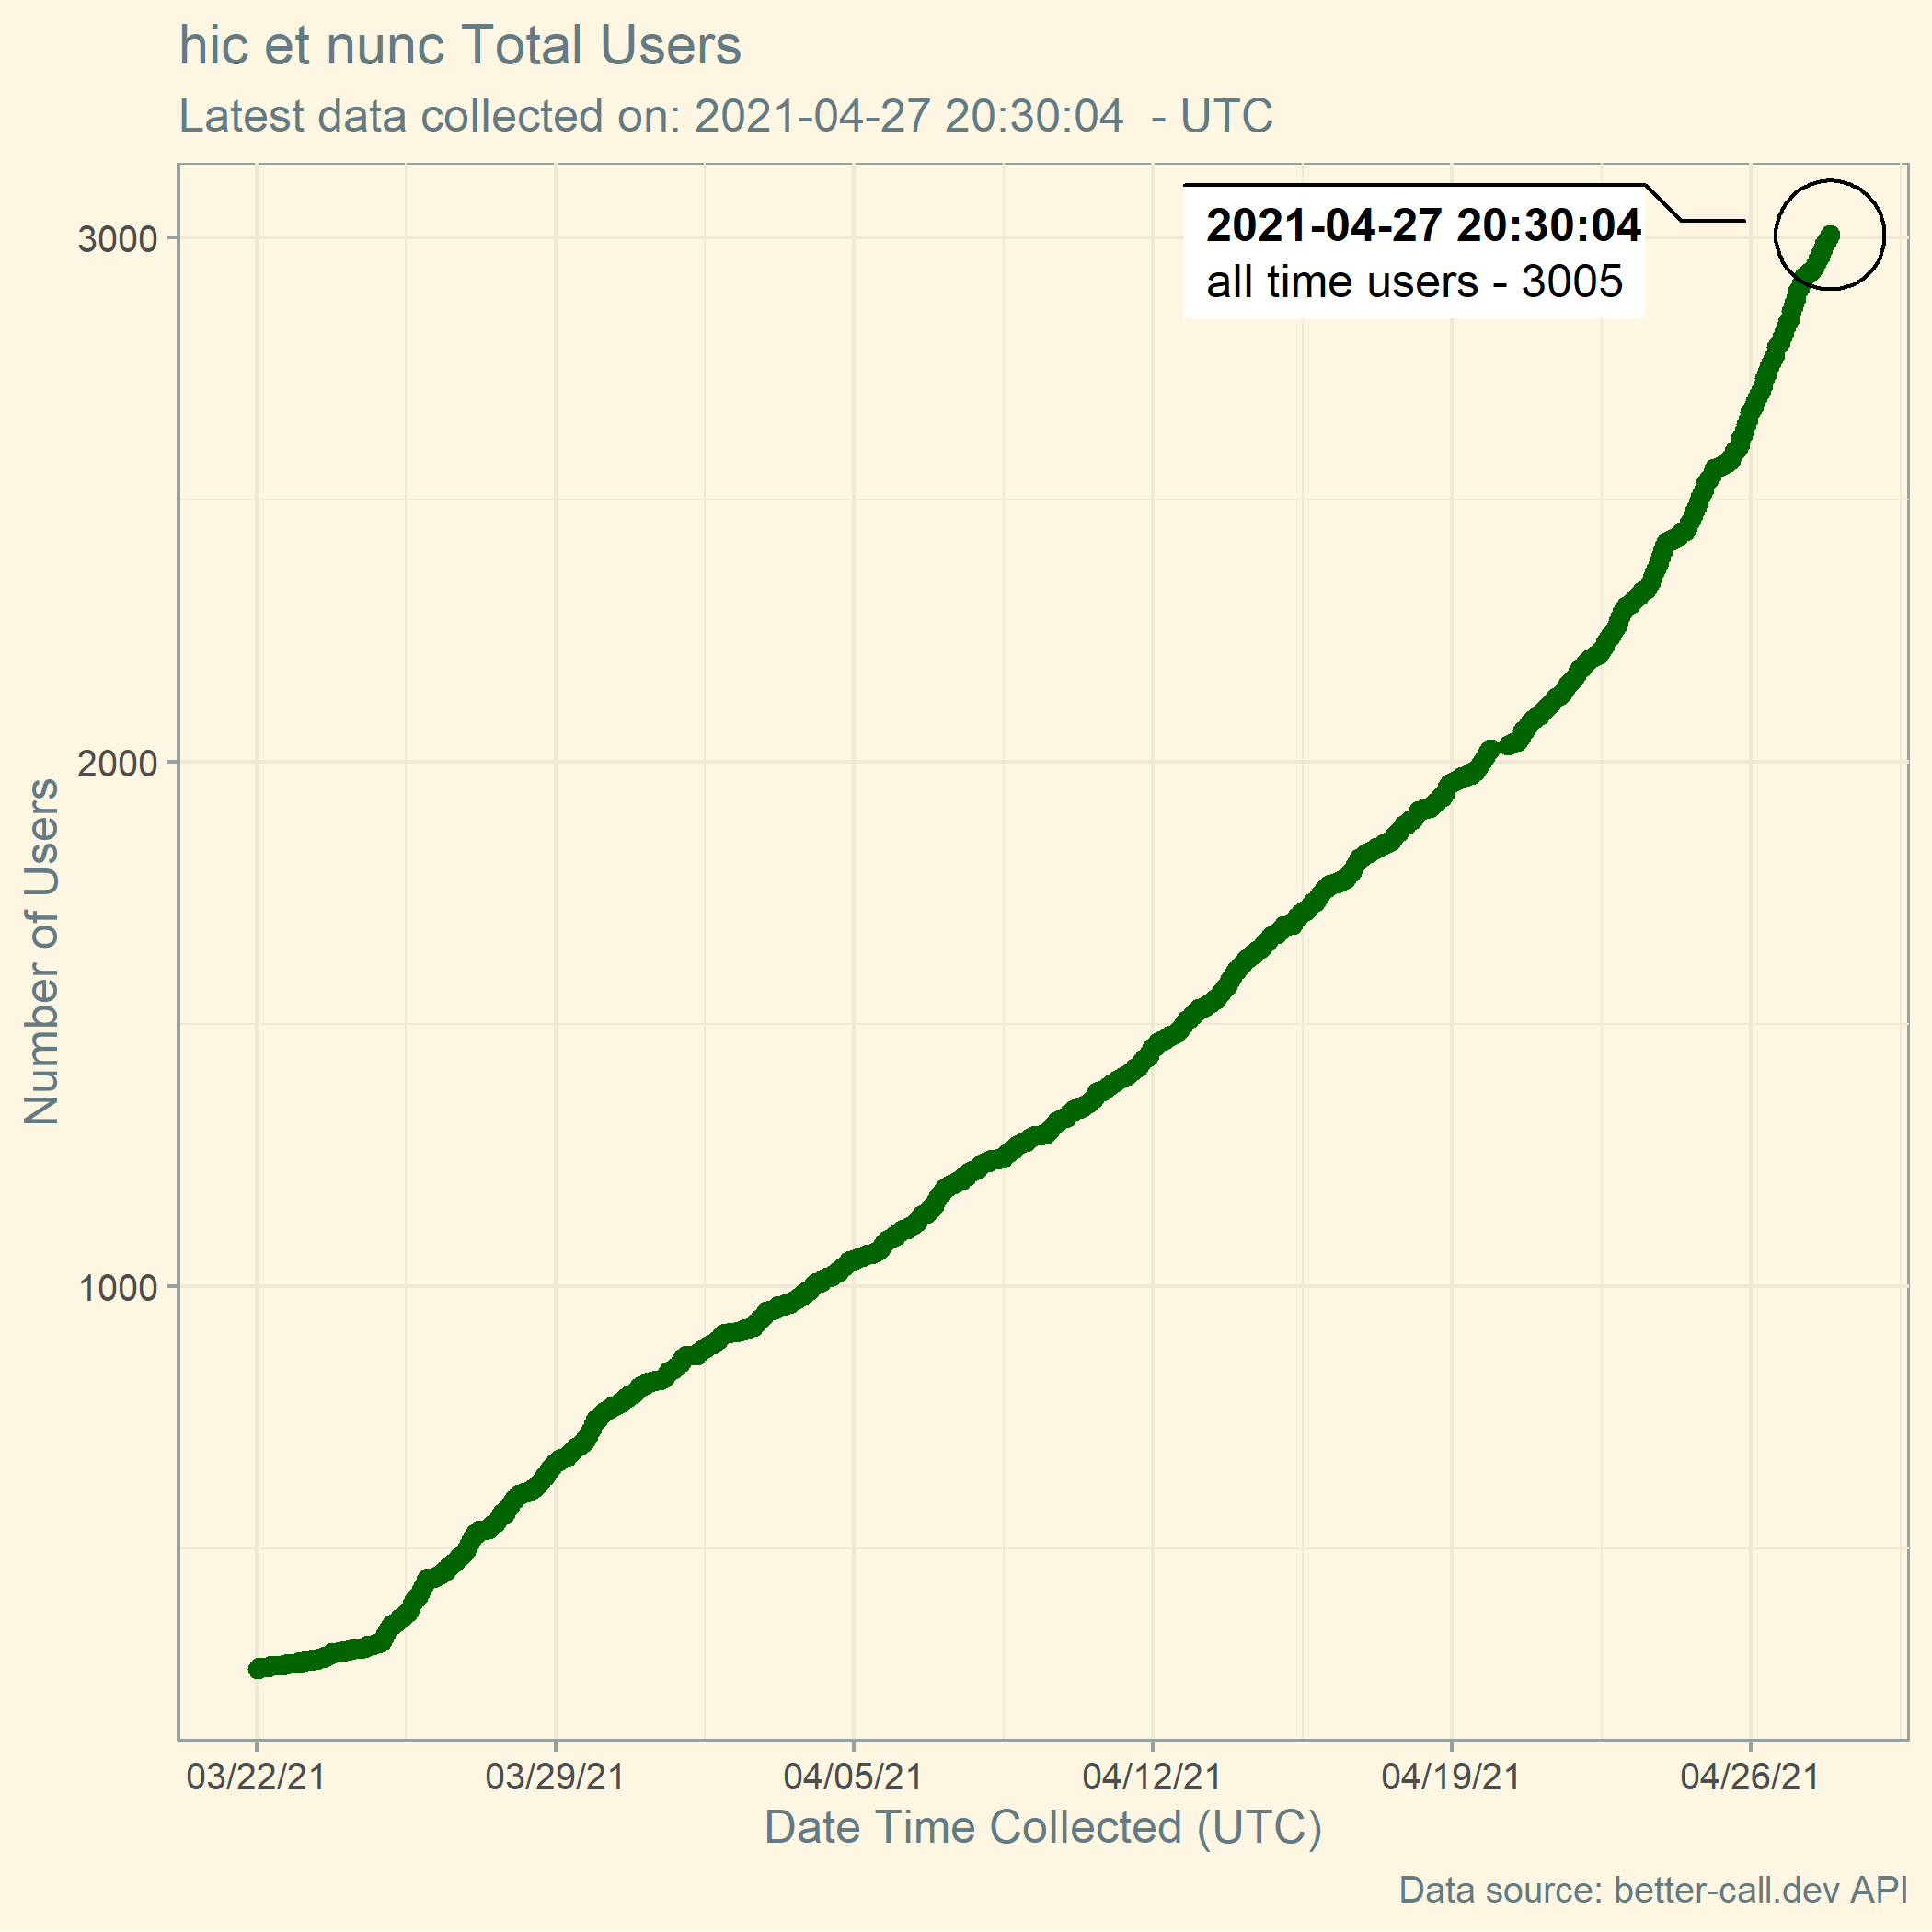 hic et nunc Total Users
Latest data collected on: 2021-04-27 20:30:04  - UTC
2021-04-27 20:30:04
all time users - 3005
3000
2000
1000
Number of Users
03/22/21 03/29/21 04/05/21 04/12/21 04/19/21 04/26/21
Date Time Collected (UTC)
Data source: better-call.dev API